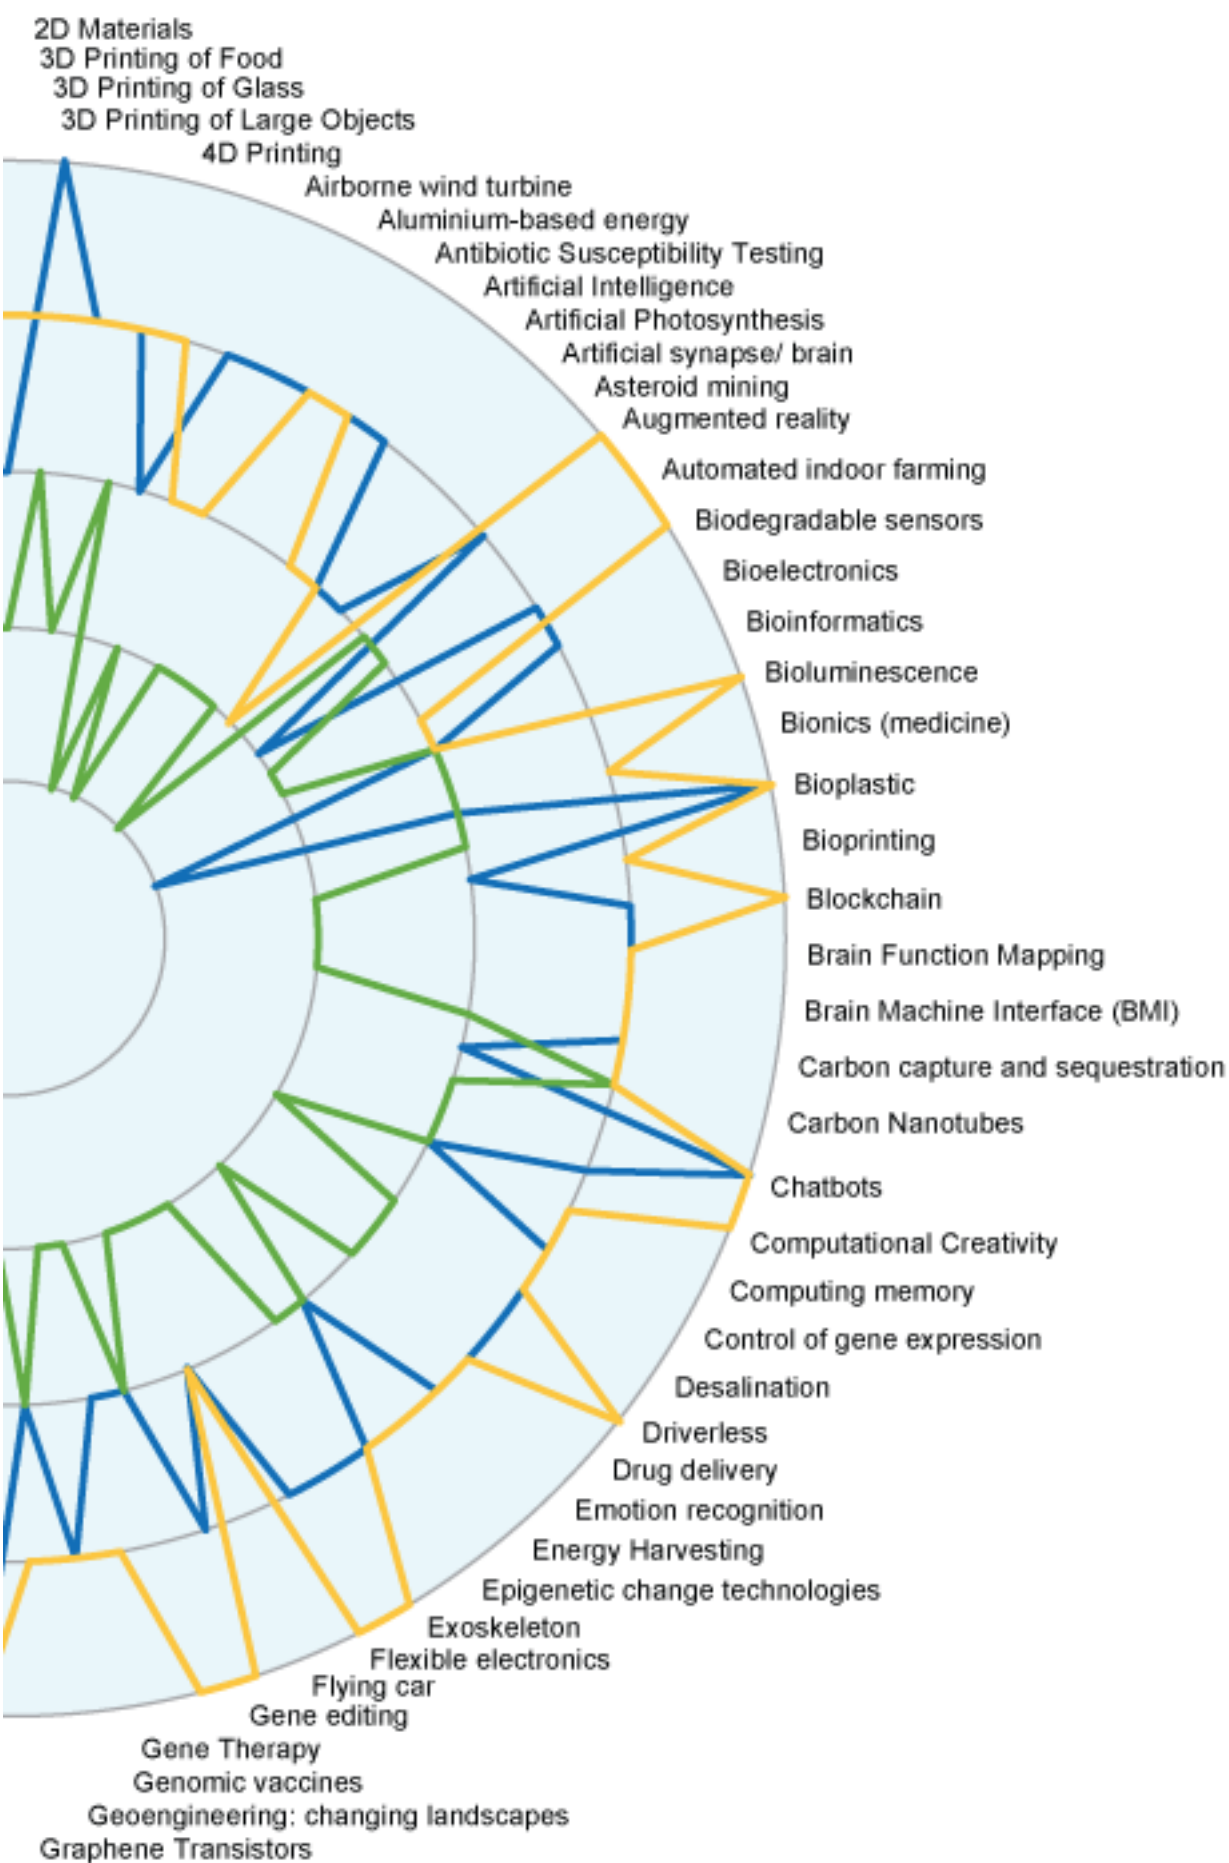 2D Materials
3D Printing of Food
3D Printing of Glass
3D Printing of Large Objects
4D Printing
Airborne wind turbine
Aluminium-based energy
Antibiotic Susceptibility Testing
Artificial Intelligence
Artificial Photosynthesis
Artificial synapse/ brain
Asteroid mining
Augmented reality
Automated indoor farming
Biodegradable sensors
Bioelectronics
Bioinformatics
Bioluminescence
Bionics (medicine)
Bioplastic
Bioprinting
Blockchain
Brain Function Mapping
Brain Machine Interface (BMI)
Carbon capture and sequestration
Carbon Nanotubes
Chatbots
Computational Creativity
Computing memory
Control of gene expression
Desalination
Driverless
Drug delivery
Emotion recognition
Energy Harvesting
Epigenetic change technologies
Exoskeleton
Flexible electronics
Flying car
Gene editing
Gene Therapy
Genomic vaccines
Geoengineering: changing landscapes
Graphene Transistors